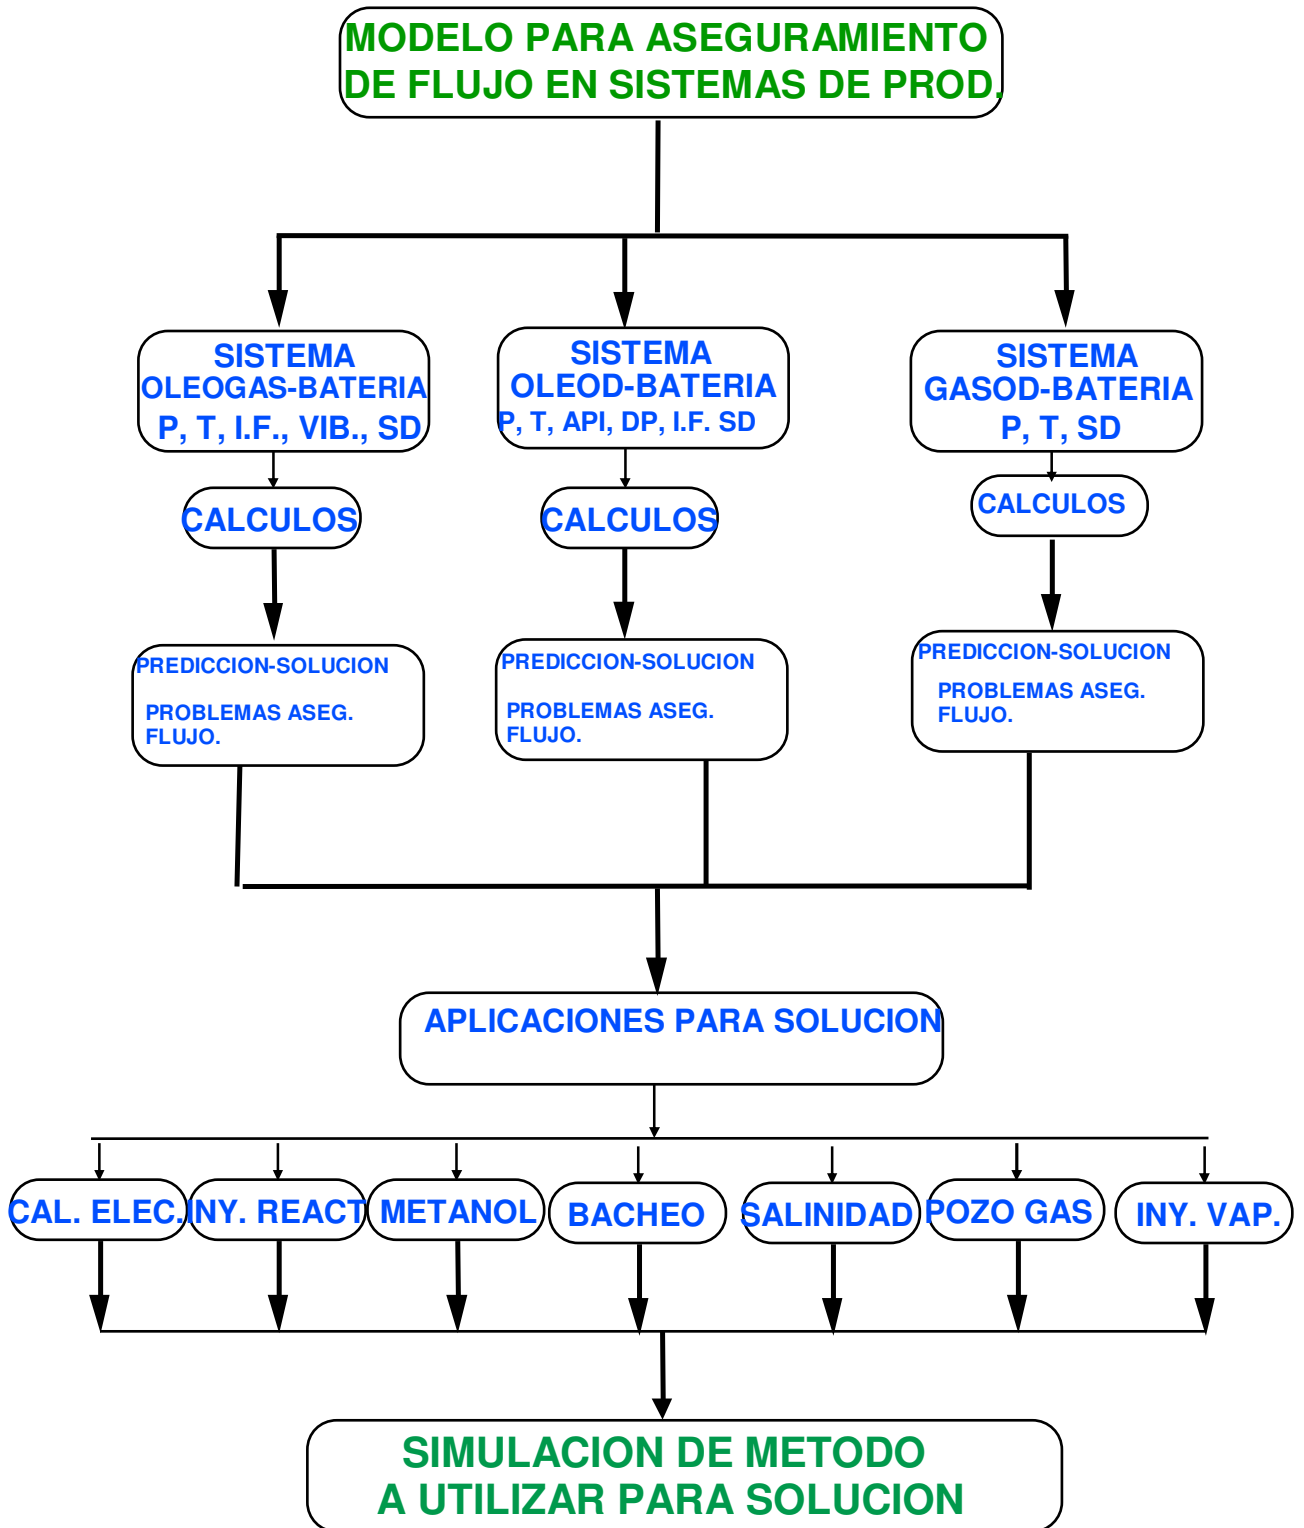 MODELO PARA ASEGURAMIENTO
DE FLUJO EN SISTEMAS DE PROD.
SISTEMA
OLEOGAS-BATERIA
P, T, I.F., VIB., SD
SISTEMA
OLEOD-BATERIA
P, T, API, DP, I.F. SD
SISTEMA
GASOD-BATERIA
P, T, SD
CALCULOS
CALCULOS
CALCULOS
PREDICCION-SOLUCION
PROBLEMAS ASEG.
FLUJO.
PREDICCION-SOLUCION
PROBLEMAS ASEG.
FLUJO.
PREDICCION-SOLUCION
PROBLEMAS ASEG.
FLUJO.
APLICACIONES PARA SOLUCION
CAL. ELEC.
INY. REACT
METANOL
BACHEO
SALINIDAD
POZO GAS
INY. VAP.
SIMULACION DE METODO
A UTILIZAR PARA SOLUCION